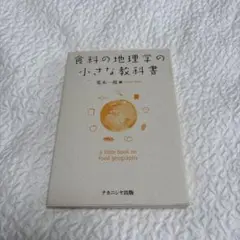 食料の地理学の
小さな教科書
荒木一視 編
a little book on
food geography
ナカニシヤ出版